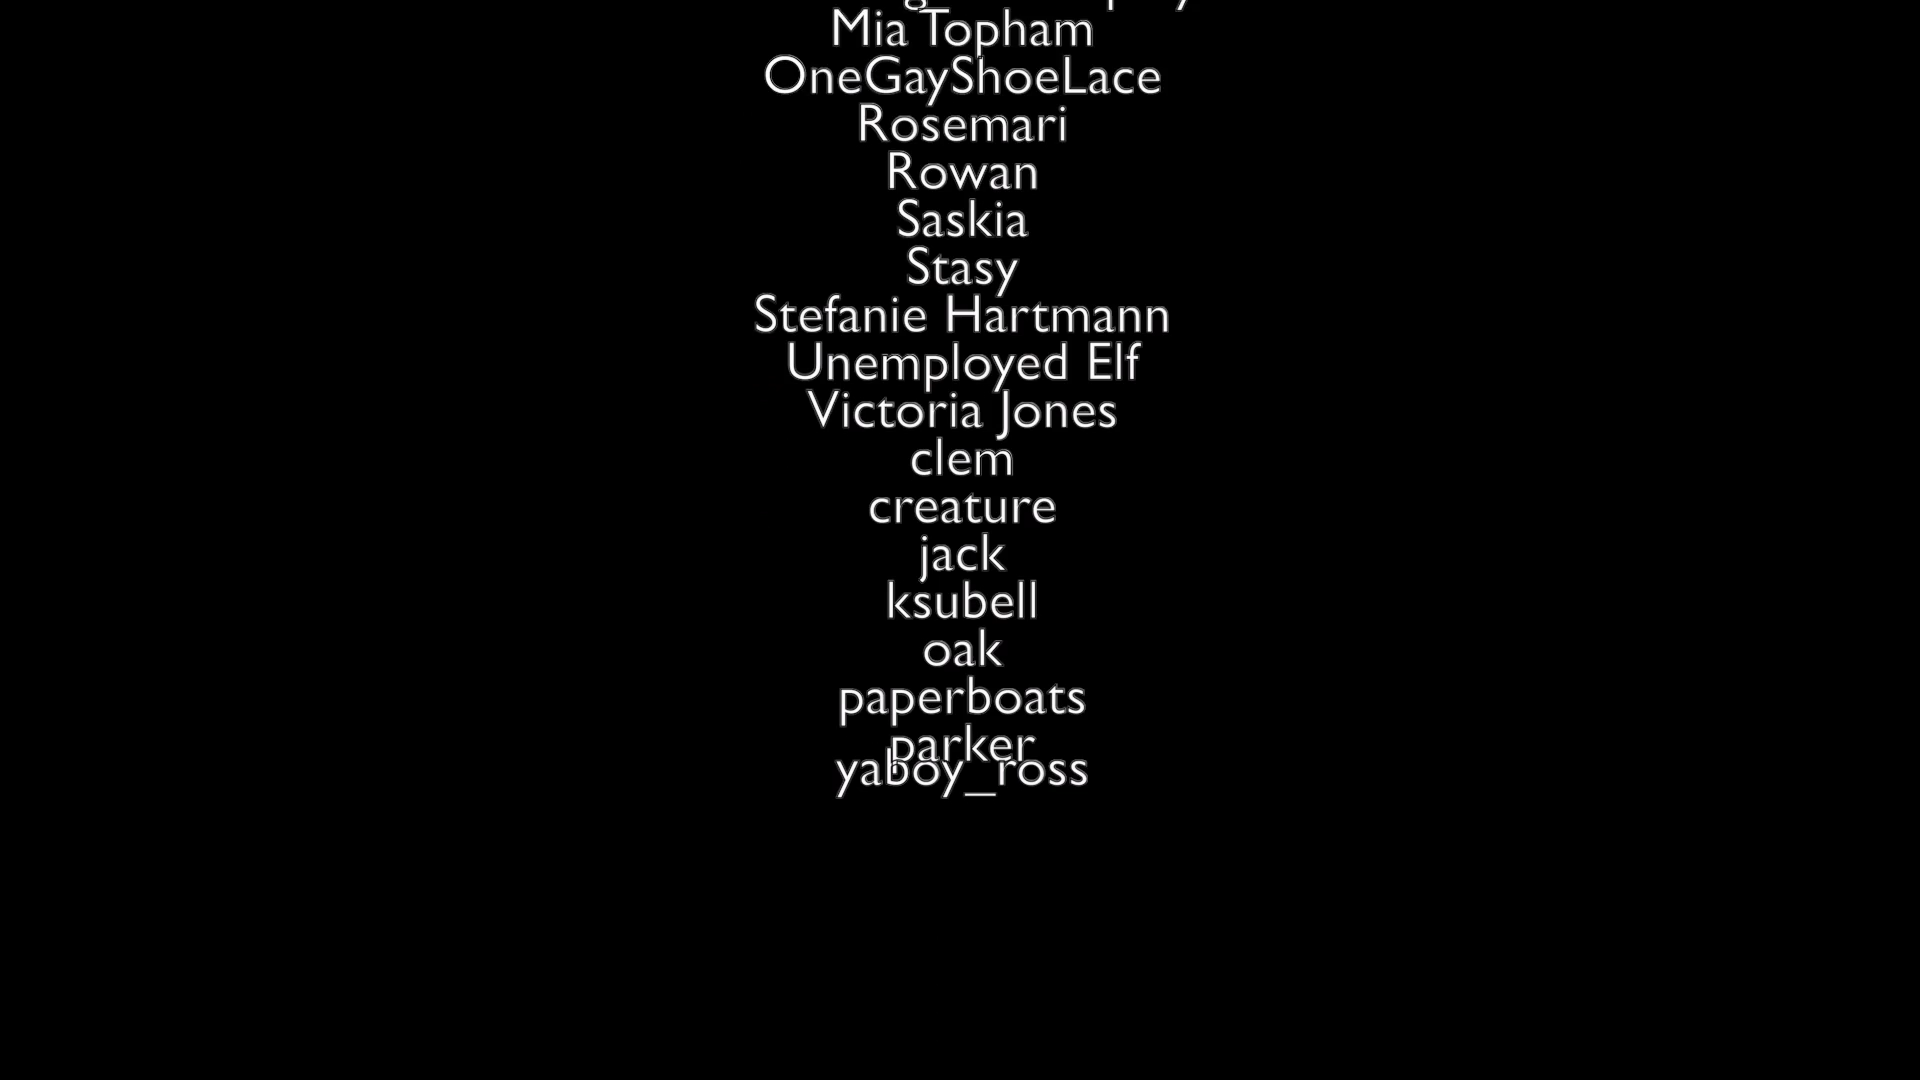 Mia Topham
OneGayShoeLace
Rosemari
Rowan
Saskia
Stasy
Stefanie Hartmann
Unemployed Elf
Victoria Jones
clem
creature
jack
ksubell
oak
paperboats
parker
yaboy_ross